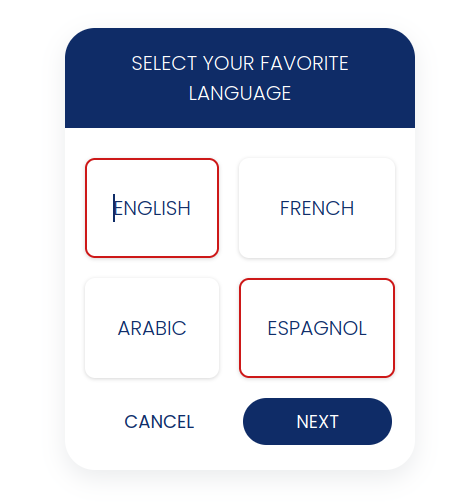 SELECT YOUR FAVORITE
LANGUAGE
ENGLISH
FRENCH
ARABIC
ESPAGNOL
CANCEL
NEXT